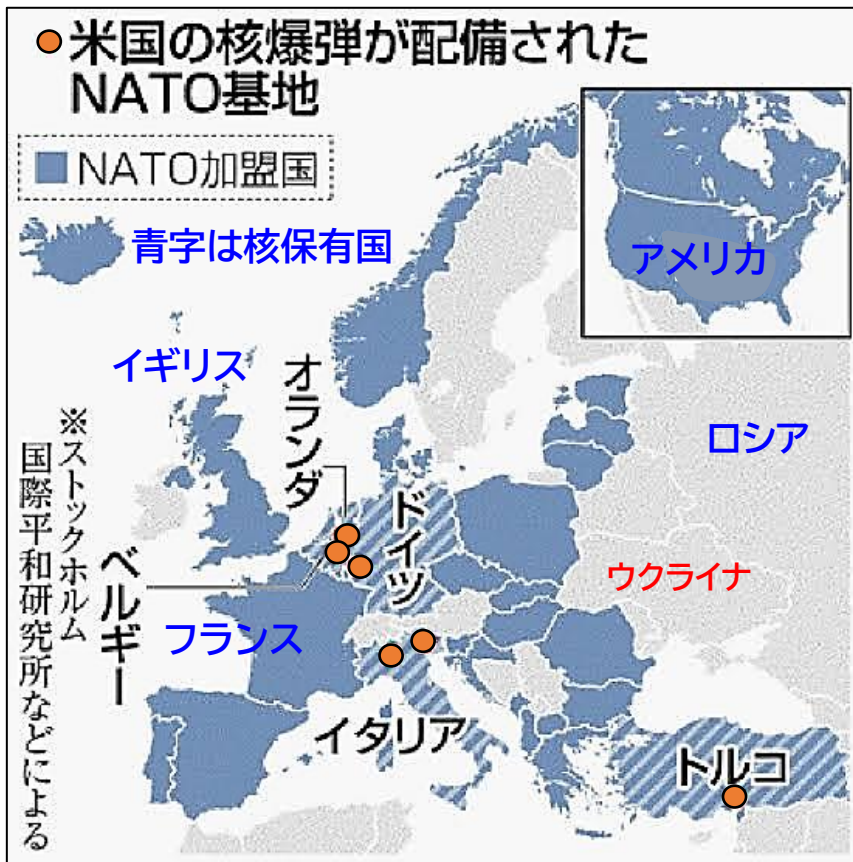 米国の核爆弾が配備された
NATO基地
NATO加盟国
青字は核保有国
アメリカ
イギリス
オランダ
ロシア
ドイツ
ウクライナ
ベルギー
フランス
イタリア
トルコ
※ストックホルム
国際平和研究所などによる